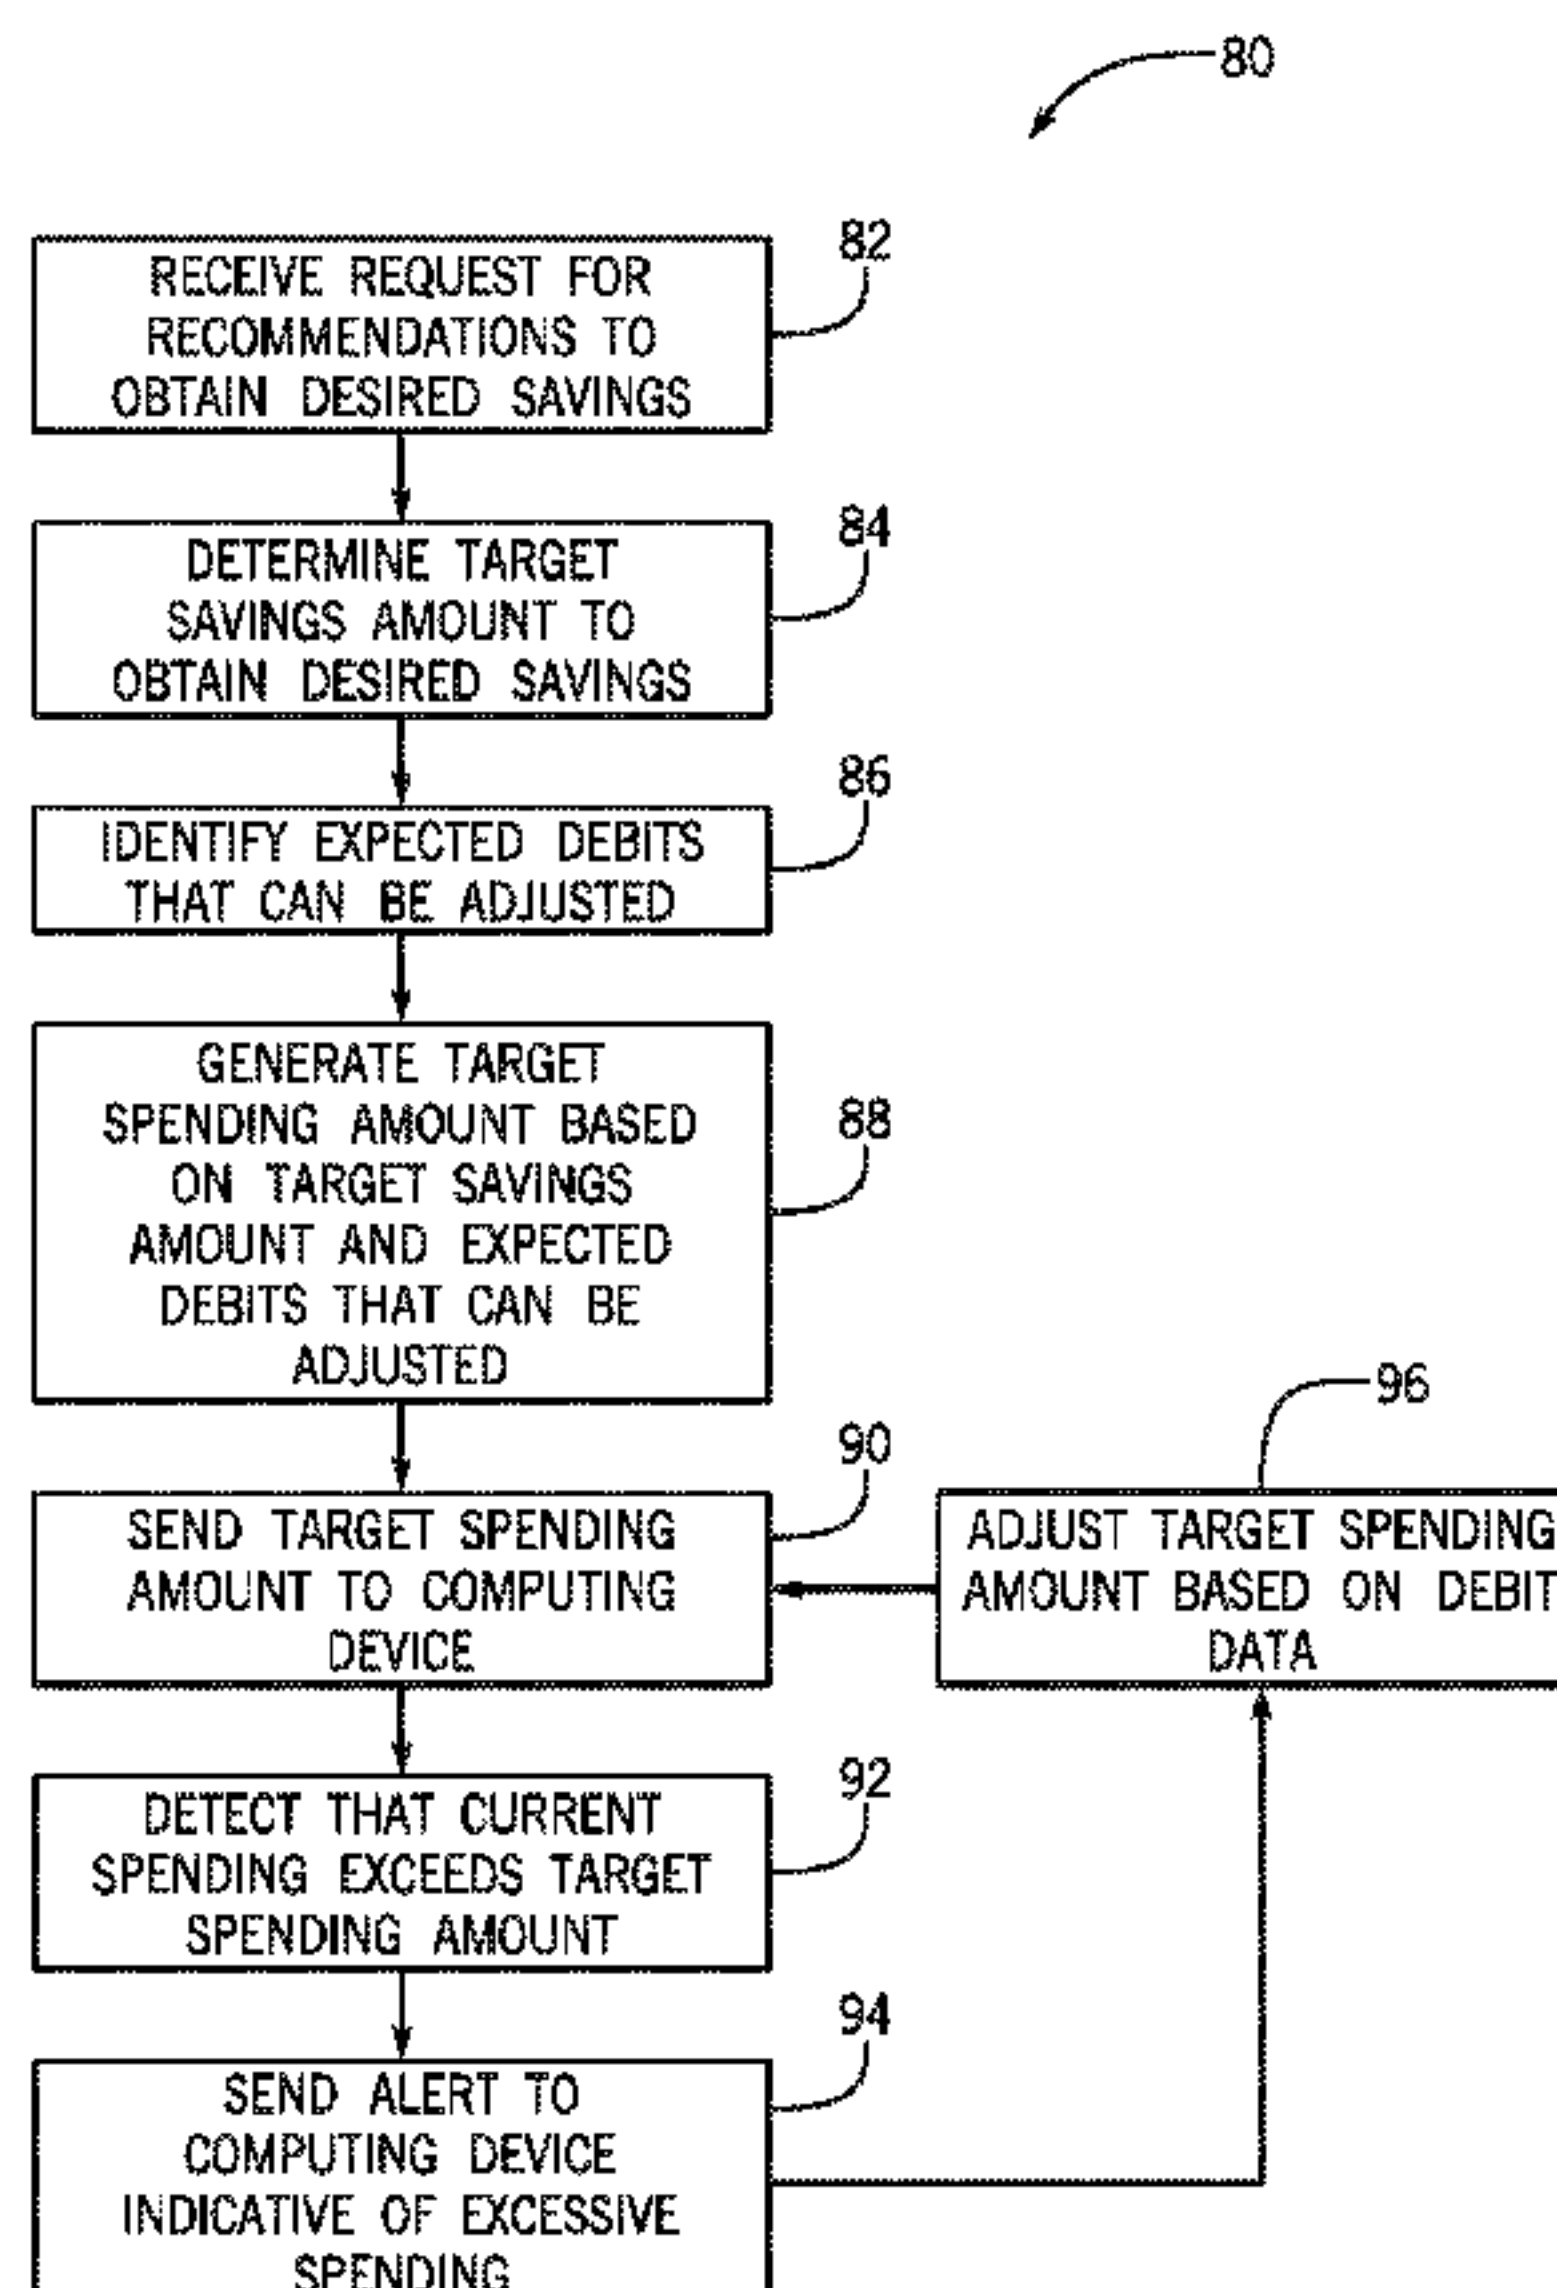 80
82
RECEIVE REQUEST FOR
RECOMMENDATIONS TO
OBTAIN DESIRED SAVINGS
84
DETERMINE TARGET
SAVINGS AMOUNT TO
OBTAIN DESIRED SAVINGS
86
IDENTIFY EXPECTED DEBITS
THAT CAN BE ADJUSTED
88
GENERATE TARGET
SPENDING AMOUNT BASED
ON TARGET SAVINGS
AMOUNT AND EXPECTED
DEBITS THAT CAN BE
ADJUSTED
90
SEND TARGET SPENDING
AMOUNT TO COMPUTING
DEVICE
96
ADJUST TARGET SPENDING
AMOUNT BASED ON DEBIT
DATA
92
DETECT THAT CURRENT
SPENDING EXCEEDS TARGET
SPENDING AMOUNT
94
SEND ALERT TO
COMPUTING DEVICE
INDICATIVE OF EXCESSIVE
SPENDING